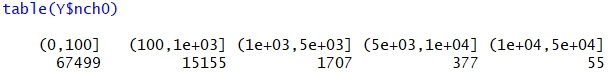 table(Y$nch0)
(0,100] (100,1e+03] (1e+03,5e+03] (5e+03,1e+04] (1e+04,5e+04]
67499 15155 1707 377 55